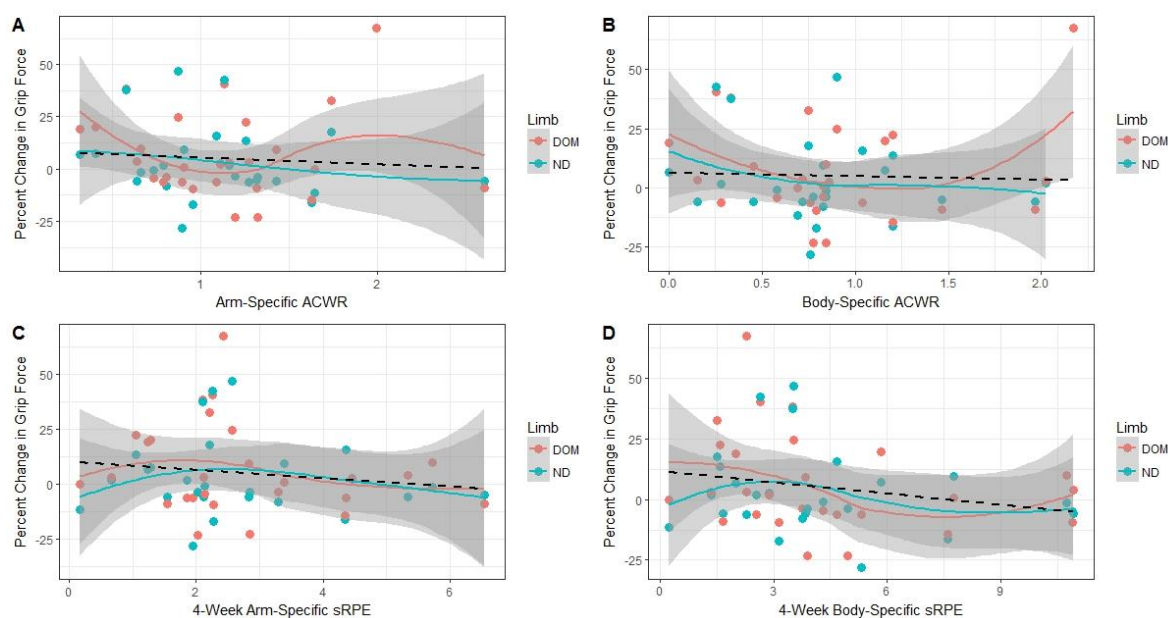 A
Percent Change in Grip Force
50
25
0
-25
1
2
Arm-Specific ACWR
Limb
DOM
ND
B
Percent Change in Grip Force
50
25
0
-25
0.0
0.5
1.0
1.5
2.0
Body-Specific ACWR
Limb
DOM
ND
C
Percent Change in Grip Force
50
25
0
-25
0
2
4
6
4-Week Arm-Specific sRPE
Limb
DOM
ND
D
Percent Change in Grip Force
50
25
0
-25
0
3
6
9
4-Week Body-Specific sRPE
Limb
DOM
ND